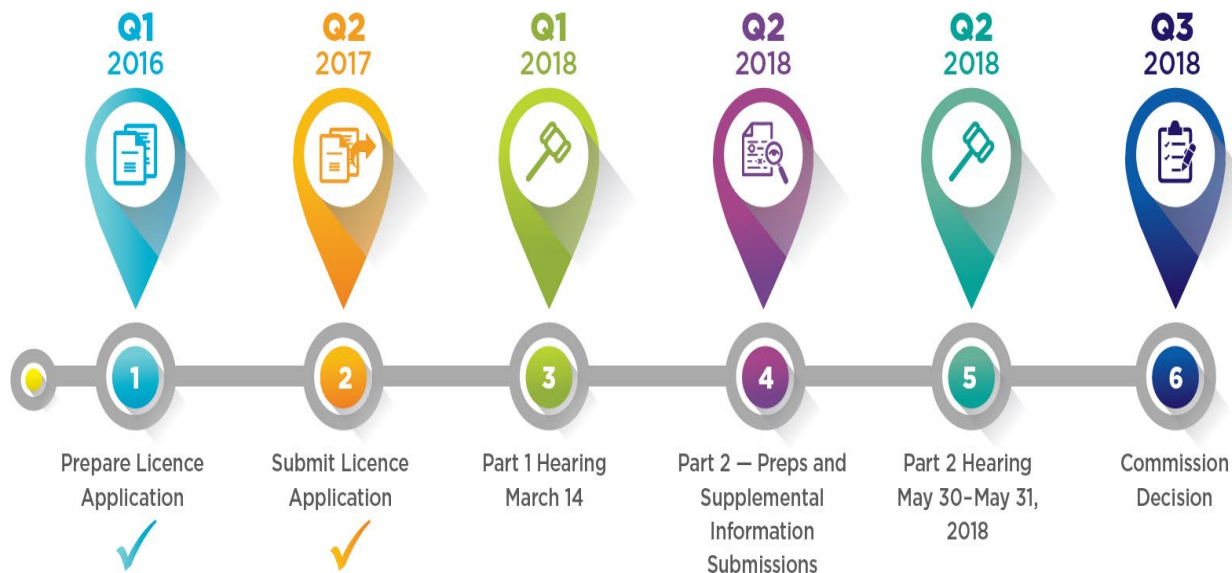 Q1
2016
Q2
2017
Q1
2018
Q2
2018
Q2
2018
Q3
2018
1
2
3
4
5
6
Prepare Licence
Application
Submit Licence
Application
Part 1 Hearing
March 14
Part 2 — Preps and
Supplemental
Information
Submissions
Part 2 Hearing
May 30–May 31,
2018
Commission
Decision